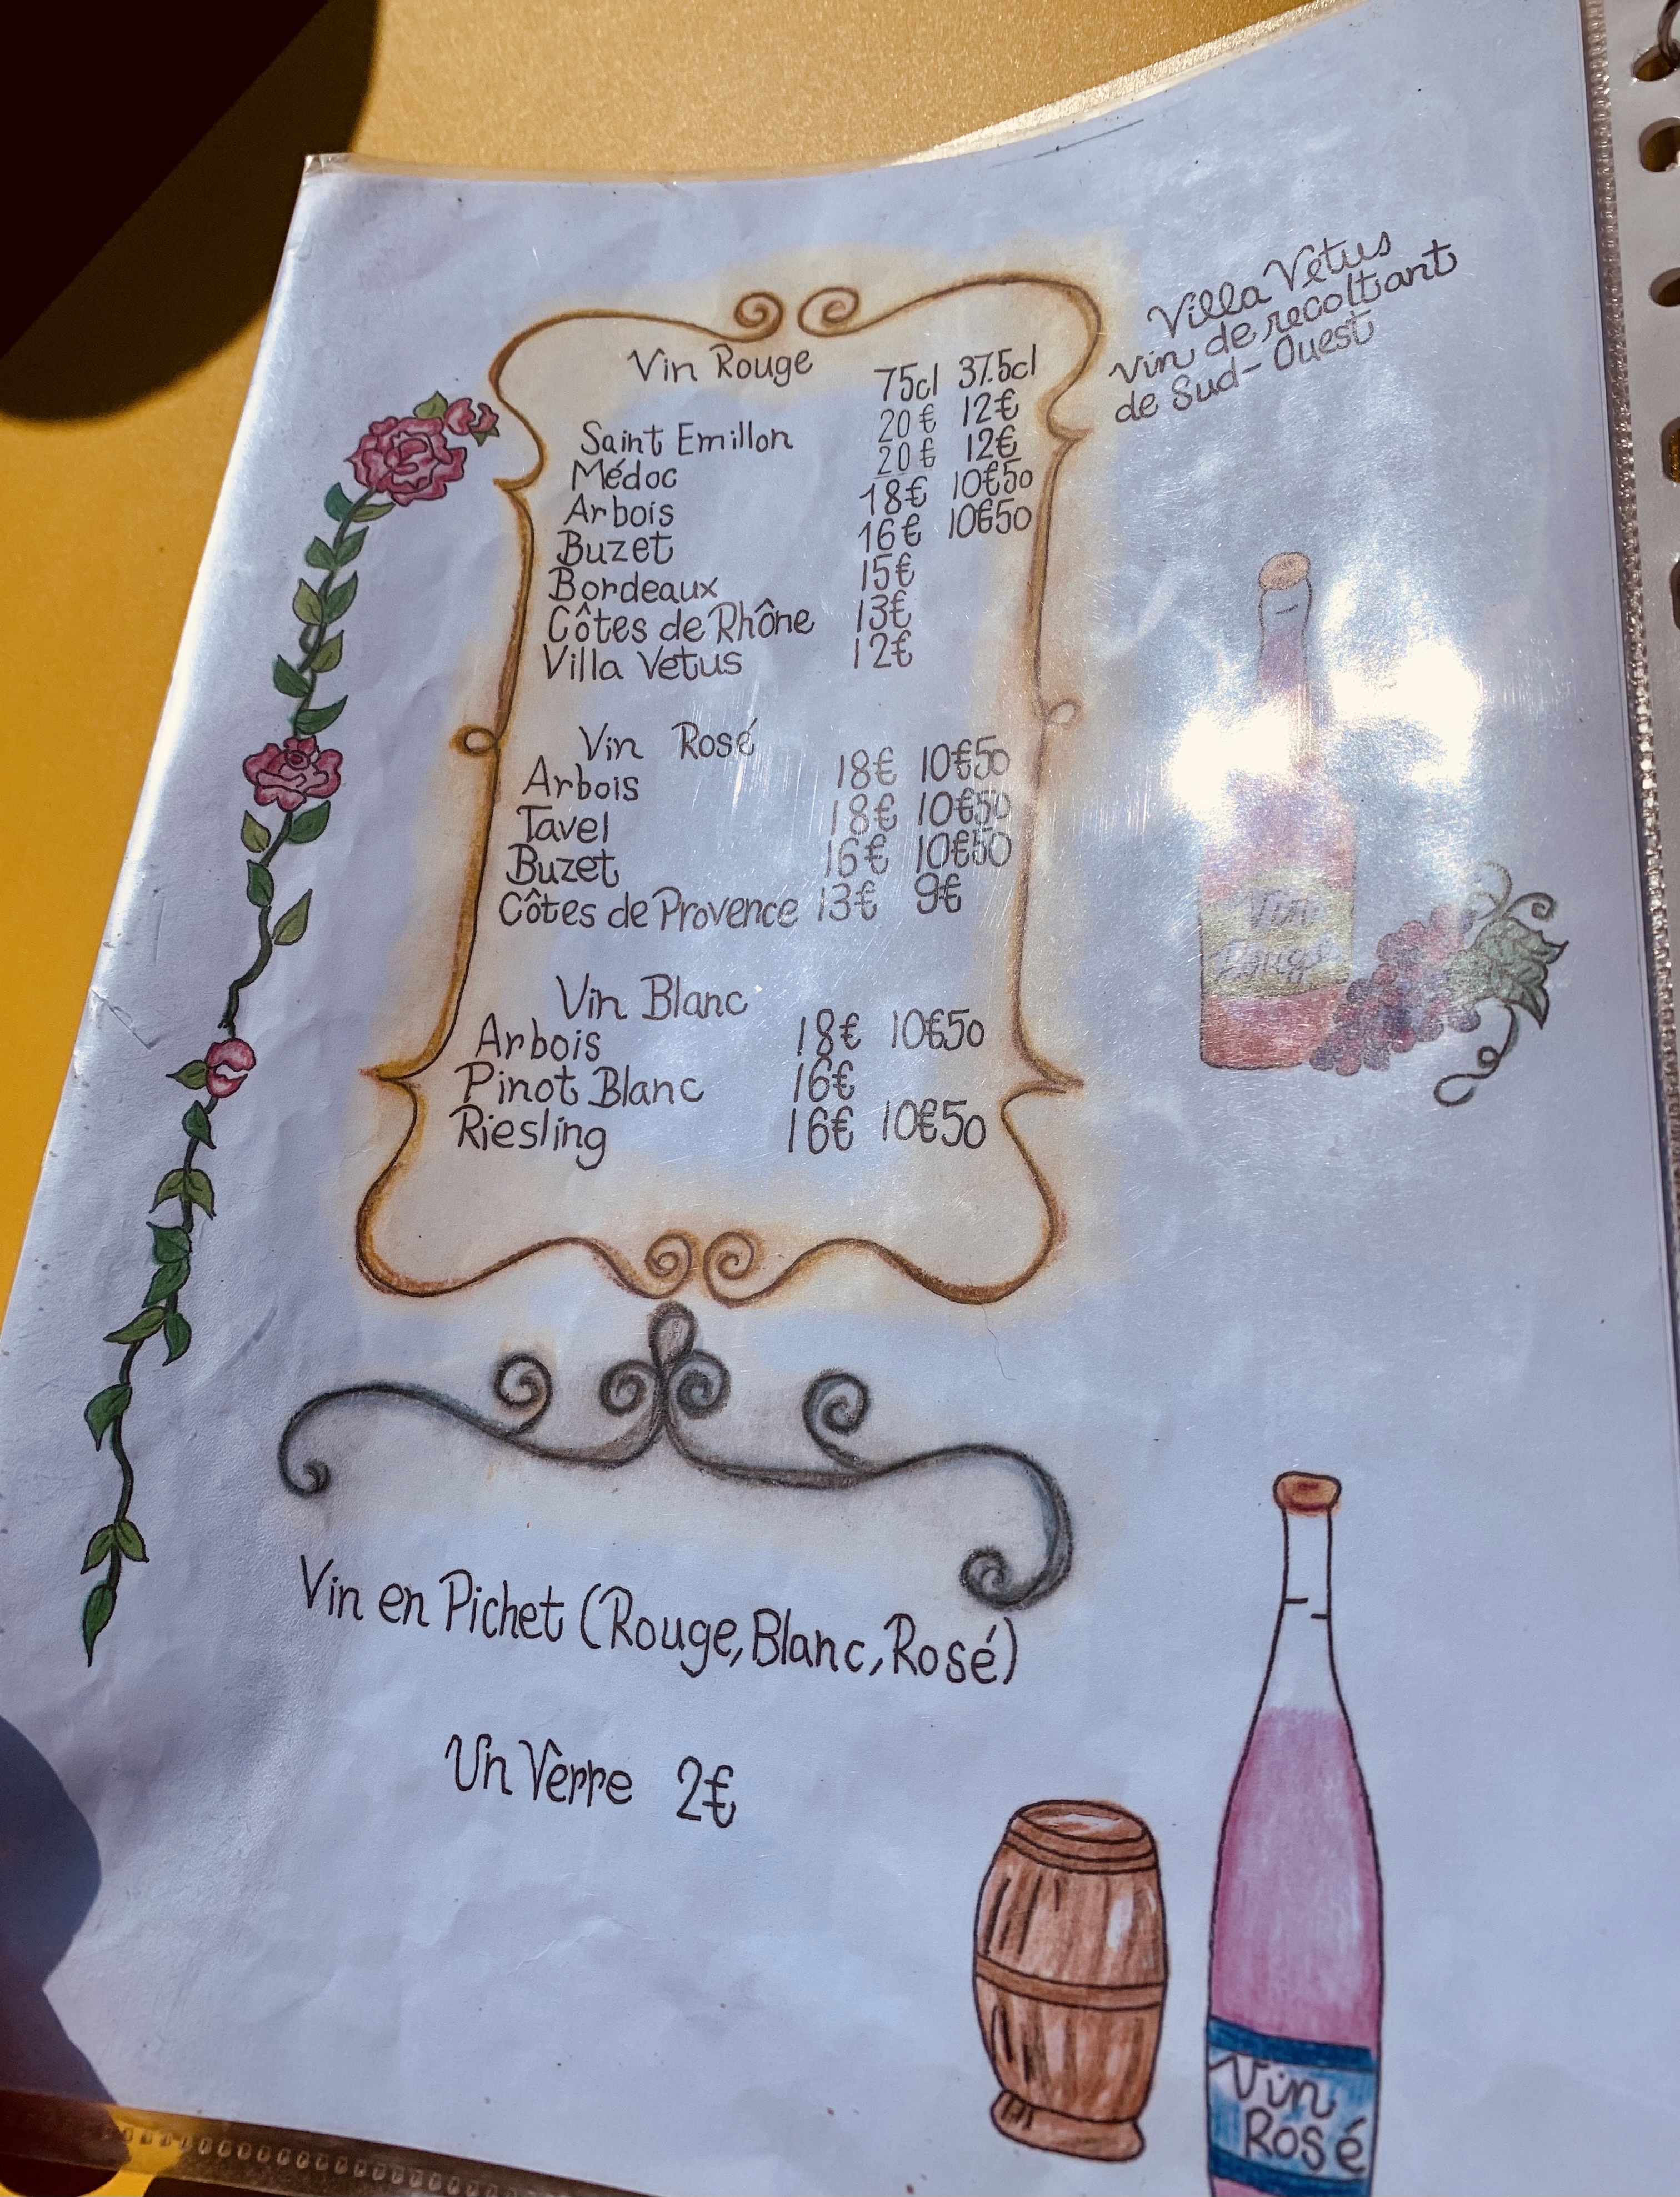 Villa Vetus
Vin de recoltant
de Sud-Ouest
Vin Rouge 75cl 37.5cl
Saint Emillon 20€ 12€
Médoc 20€ 12€
Arbois 18€ 10€50
Buzet 16€ 10€50
Bordeaux 15€
Côtes de Rhône 13€
Villa Vetus 12€
Vin Rosé
Arbois 18€ 10€50
Tavel 18€ 10€50
Buzet 16€ 10€50
Côtes de Provence 13€ 9€
Vin Blanc
Arbois 18€ 10€50
Pinot Blanc 16€
Riesling 16€ 10€50
Vin
Rouge
Vin en Pichet (Rouge, Blanc, Rosé)
Un Verre 2€
Vin
Rosé